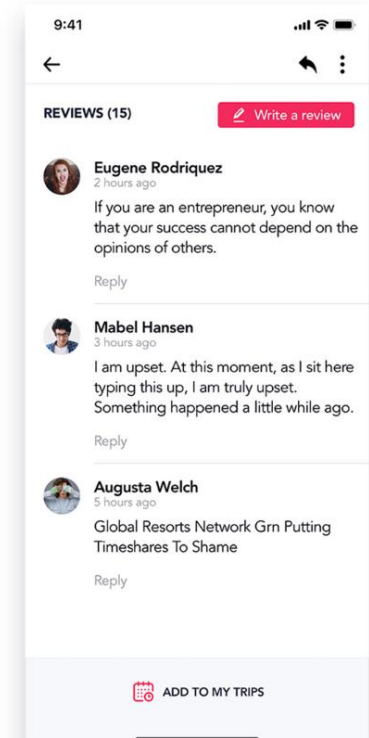 9:41
REVIEWS (15)
Write a review
Eugene Rodriquez
2 hours ago
If you are an entrepreneur, you know
that your success cannot depend on the
opinions of others.
Reply
Mabel Hansen
3 hours ago
I am upset. At this moment, as I sit here
typing this up, I am truly upset.
Something happened a little while ago.
Reply
Augusta Welch
5 hours ago
Global Resorts Network Grn Putting
Timeshares To Shame
Reply
ADD TO MY TRIPS